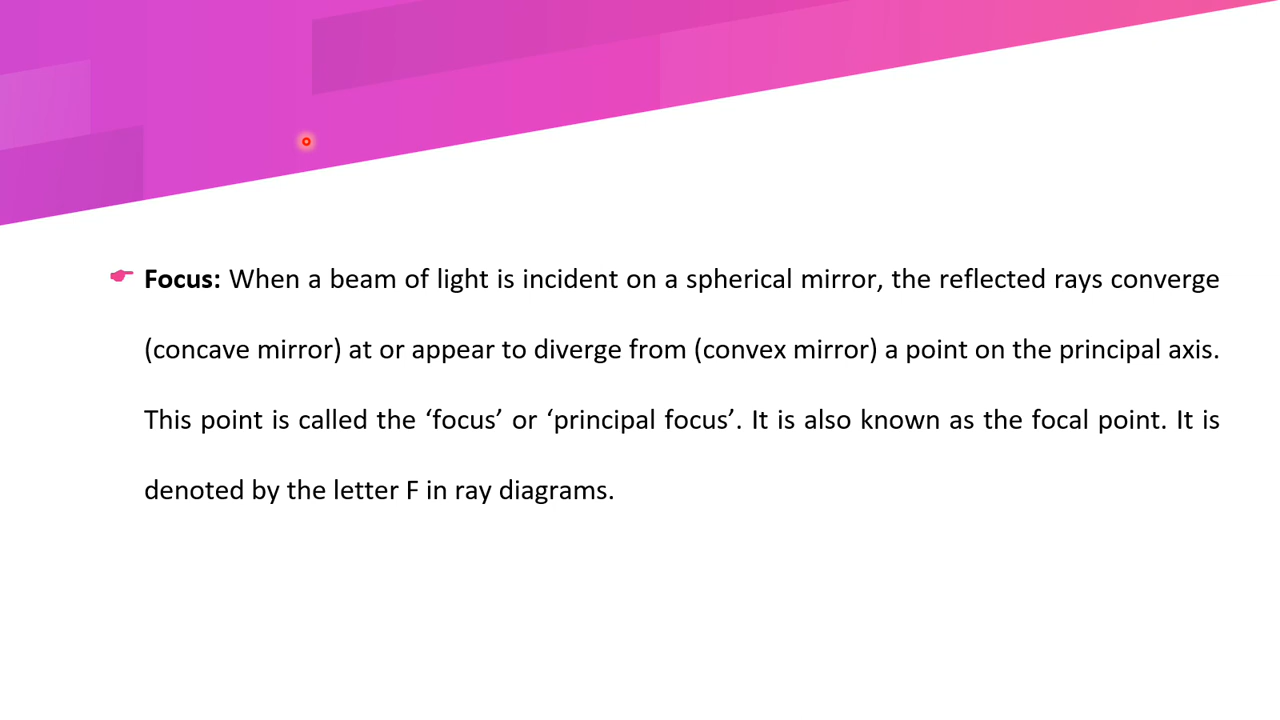 Focus: When a beam of light is incident on a spherical mirror, the reflected rays converge
(concave mirror) at or appear to diverge from (convex mirror) a point on the principal axis.
This point is called the ‘focus’ or ‘principal focus’. It is also known as the focal point. It is
denoted by the letter F in ray diagrams.